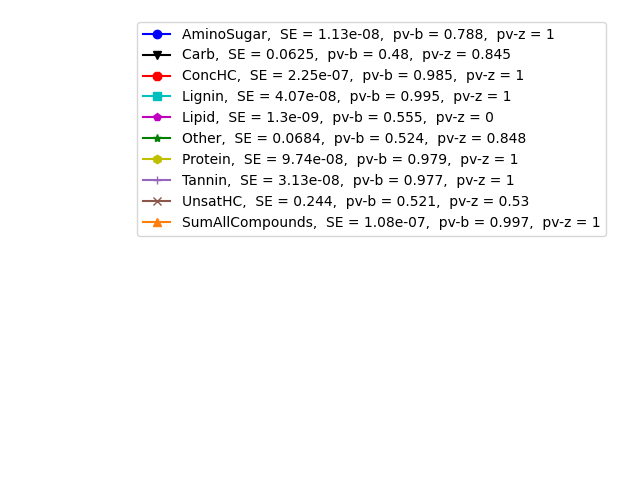 AminoSugar,  SE = 1.13e-08,  pv-b = 0.788,  pv-z = 1
Carb,  SE = 0.0625,  pv-b = 0.48,  pv-z = 0.845
ConcHC,  SE = 2.25e-07,  pv-b = 0.985,  pv-z = 1
Lignin,  SE = 4.07e-08,  pv-b = 0.995,  pv-z = 1
Lipid,  SE = 1.3e-09,  pv-b = 0.555,  pv-z = 0
Other,  SE = 0.0684,  pv-b = 0.524,  pv-z = 0.848
Protein,  SE = 9.74e-08,  pv-b = 0.979,  pv-z = 1
Tannin,  SE = 3.13e-08,  pv-b = 0.977,  pv-z = 1
UnsatHC,  SE = 0.244,  pv-b = 0.521,  pv-z = 0.53
SumAllCompounds,  SE = 1.08e-07,  pv-b = 0.997,  pv-z = 1